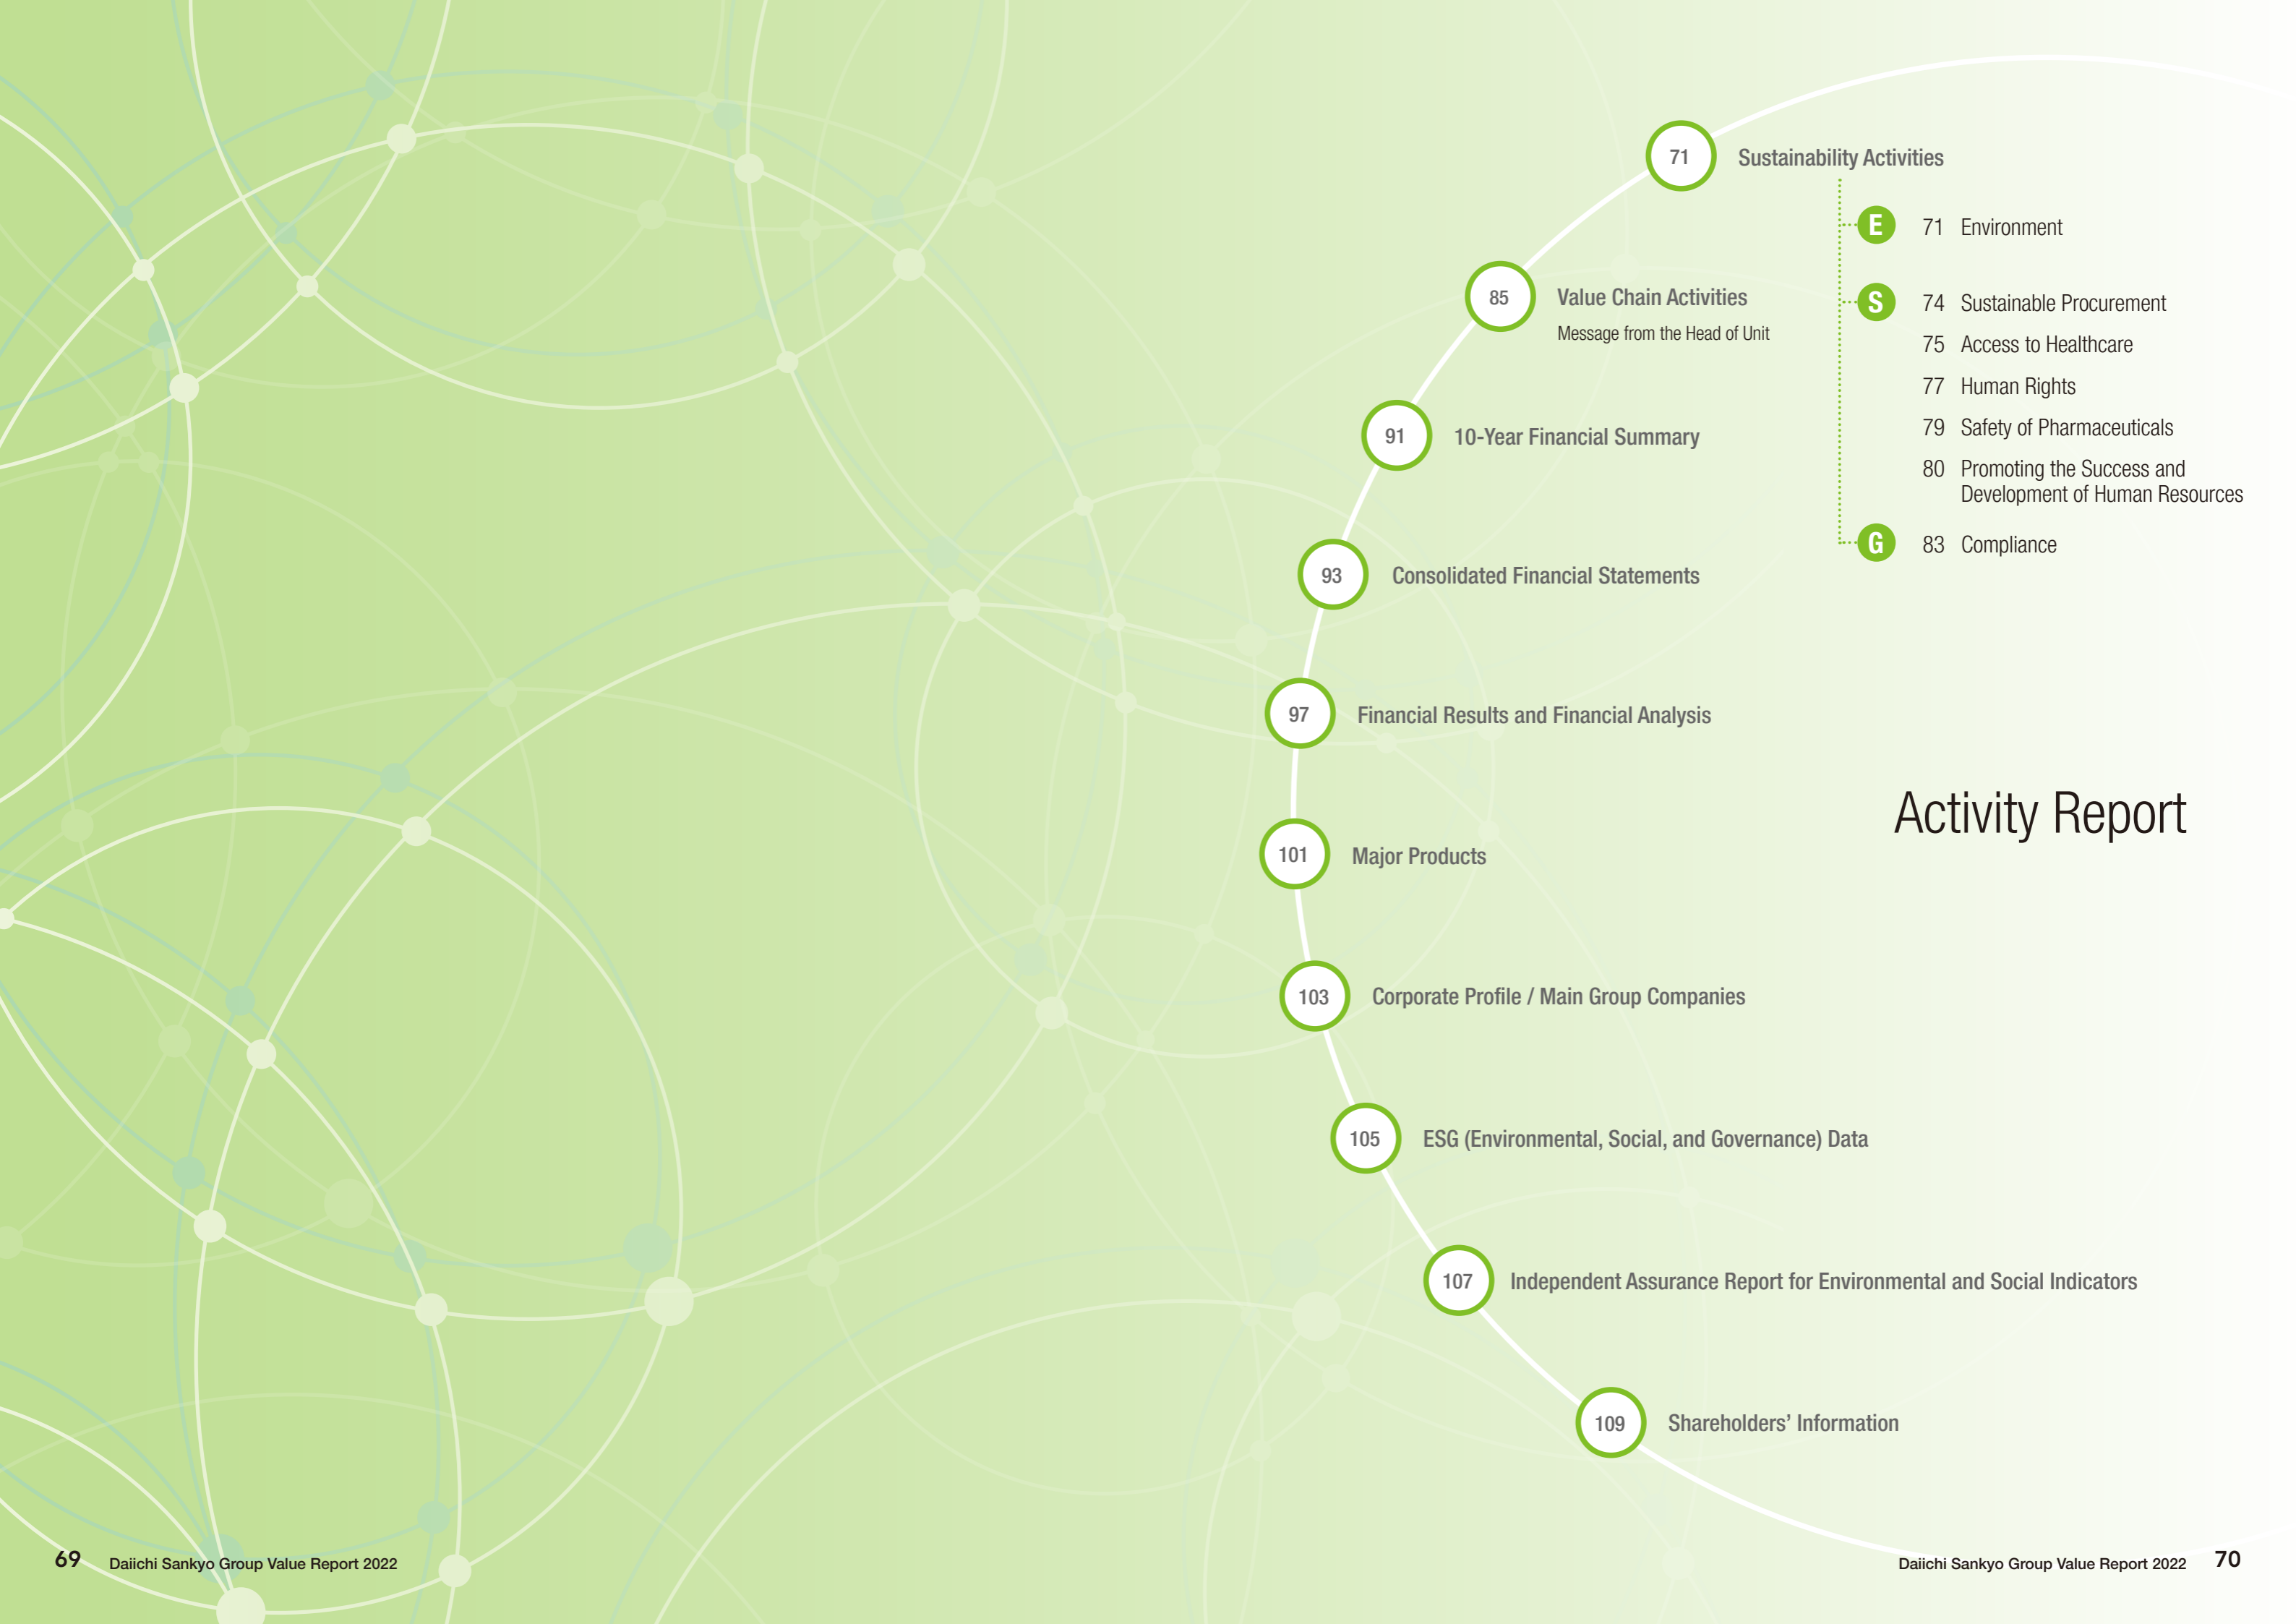 71 Sustainability Activities
E 71 Environment
S 74 Sustainable Procurement
75 Access to Healthcare
77 Human Rights
79 Safety of Pharmaceuticals
80 Promoting the Success and
Development of Human Resources
G 83 Compliance
85 Value Chain Activities
Message from the Head of Unit
91 10-Year Financial Summary
93 Consolidated Financial Statements
97 Financial Results and Financial Analysis
101 Major Products
103 Corporate Profile / Main Group Companies
105 ESG (Environmental, Social, and Governance) Data
107 Independent Assurance Report for Environmental and Social Indicators
109 Shareholders’ Information
Activity Report
69 Daiichi Sankyo Group Value Report 2022
Daiichi Sankyo Group Value Report 2022 70